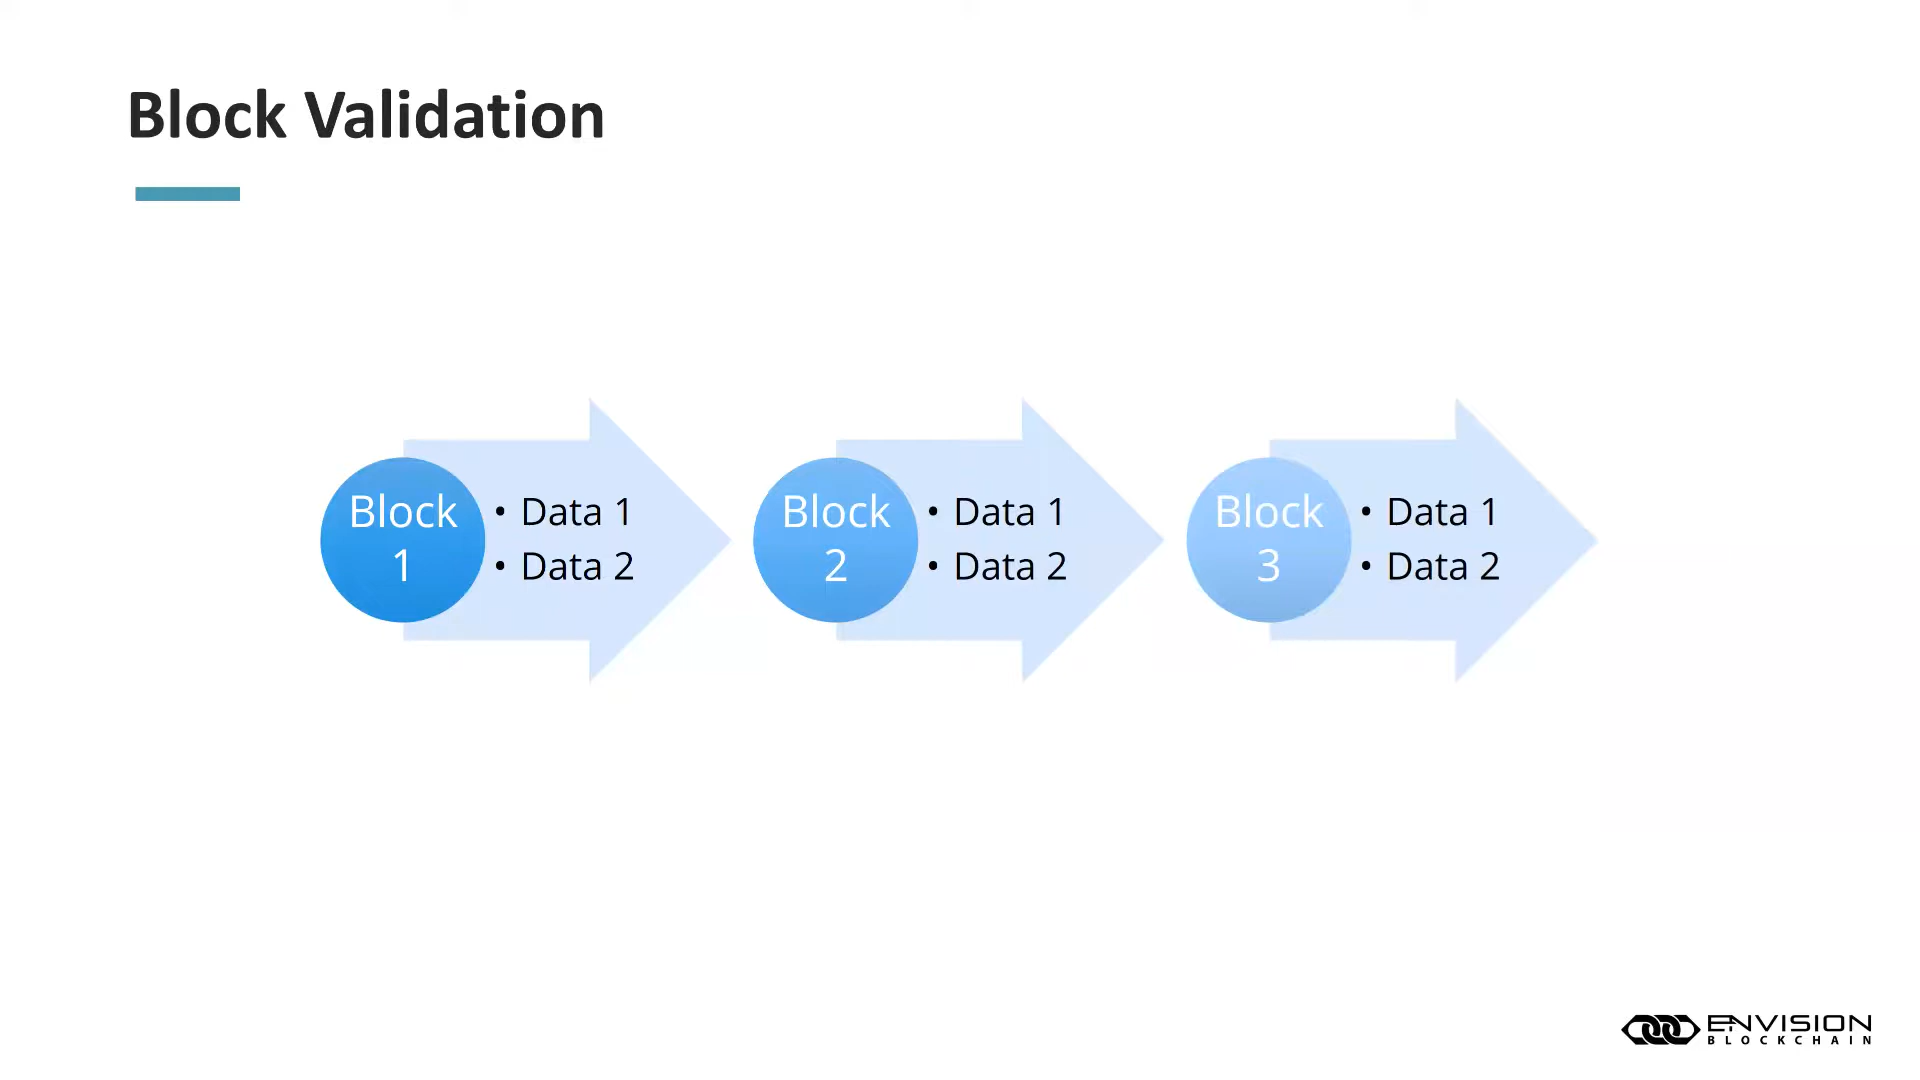 Block Validation
Block
1
• Data 1
• Data 2
Block
2
• Data 1
• Data 2
Block
3
• Data 1
• Data 2
ENVISION
BLOCKCHAIN